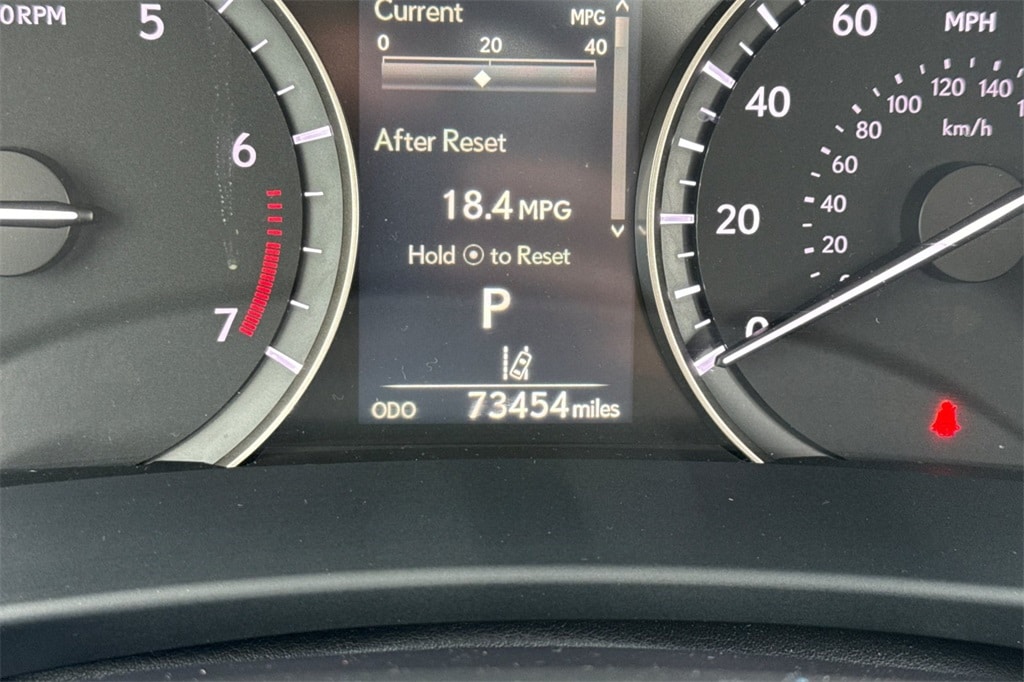 5
6
7
Current MPG
0 20 40
After Reset
18.4 MPG
Hold to Reset
P
ODO 73454 miles
60 MPH
40
20
0
100 120 140
80
60
40
20
km/h